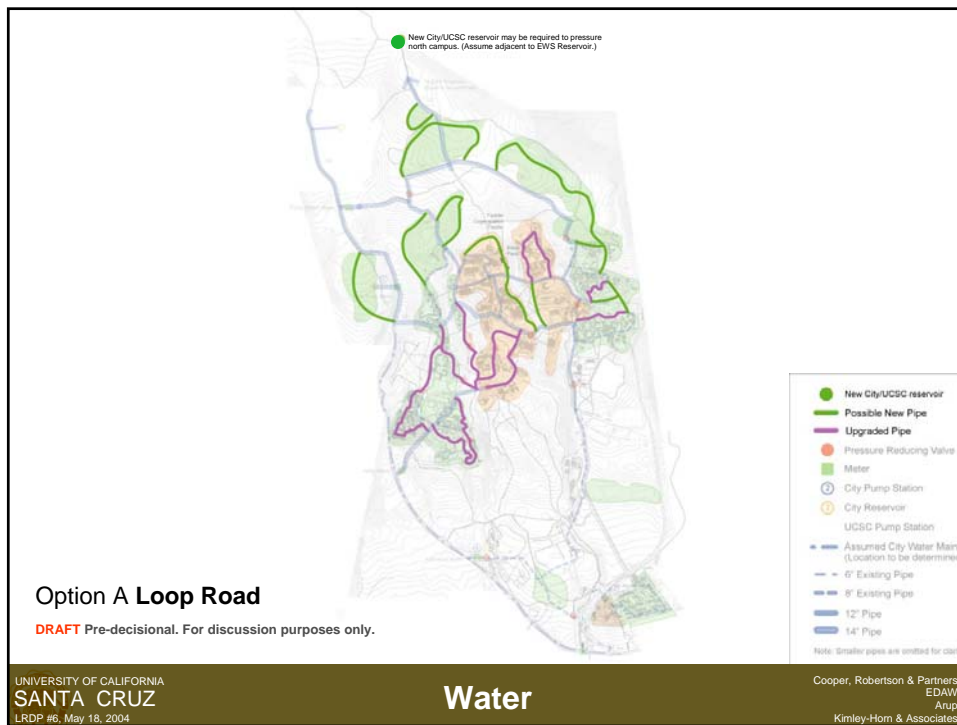 New City/UCSC reservoir may be required to pressure
north campus. (Assume adjacent to EWS Reservoir.)
New City/UCSC reservoir
Possible New Pipe
Upgraded Pipe
Pressure Reducing Valve
Meter
2 City Pump Station
City Reservoir
UCSC Pump Station
Assumed City Water Main
(Location to be determined
6" Existing Pipe
8" Existing Pipe
12" Pipe
14" Pipe
Note: Smaller pipes are omitted for clar
Option A Loop Road
DRAFT Pre-decisional. For discussion purposes only.
UNIVERSITY OF CALIFORNIA
SANTA CRUZ
LRDP #6, May 18, 2004
Water
Cooper, Robertson & Partners
EDAW
Arup
Kimley-Horn & Associates